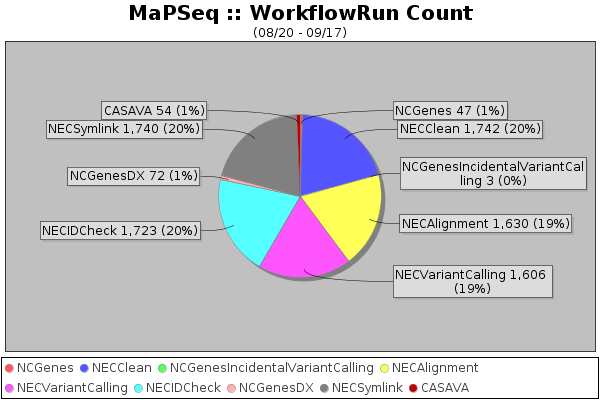 MaPSeq :: WorkflowRun Count
(08/20 - 09/17)
CASAVA 54 (1%)
NCGenes 47 (1%)
NECSymlink 1,740 (20%)
NECClean 1,742 (20%)
NCGenesIncidentalVariantCal
ling 3 (0%)
NCGenesDX 72 (1%)
NECAlignment 1,630 (19%)
NECIDCheck 1,723 (20%)
NECVariantCalling 1,606
(19%)
NCGenes NECClean NCGenesIncidentalVariantCalling NECAlignment
NECVariantCalling NECIDCheck NCGenesDX NECSymlink CASAVA